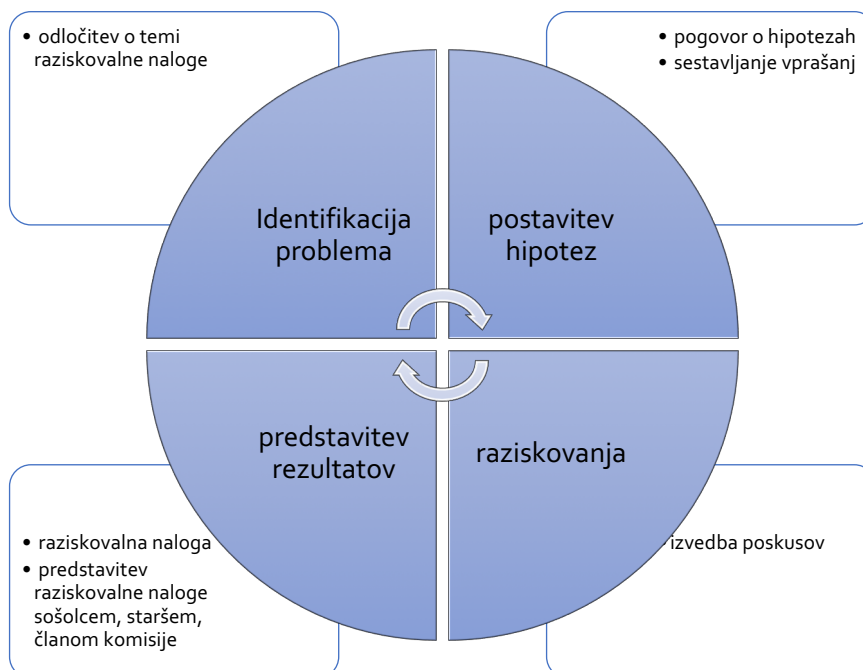 • odločitev o temi
raziskovalne naloge
• pogovor o hipotezah
• sestavljanje vprašanj
Identifikacija
problema
postavitev
hipotez
predstavitev
rezultatov
raziskovanja
• raziskovalna naloga
• predstavitev
raziskovalne naloge
sošolcem, staršem,
članom komisije
izvedba poskusov